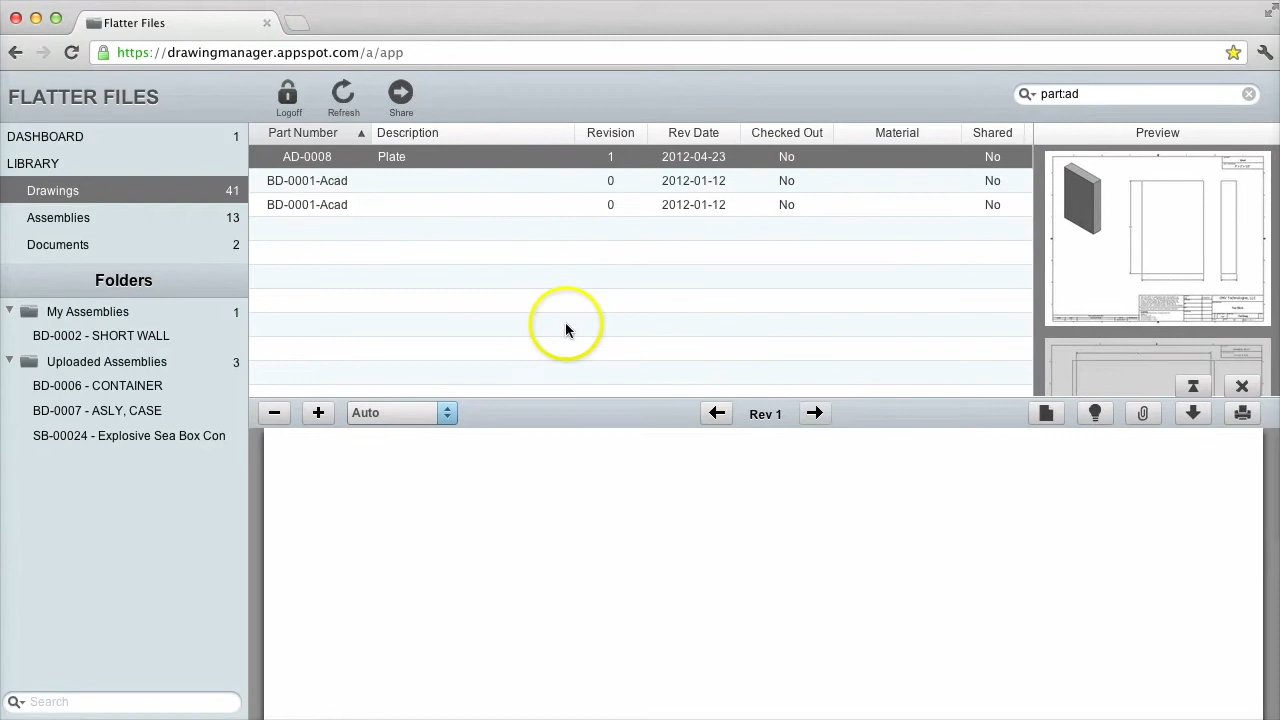 Flatter Files
https://drawingmanager.appspot.com/a/app
FLATTER FILES
Logoff Refresh Share
part:ad
DASHBOARD 1
LIBRARY
Drawings 41
Assemblies 13
Documents 2
Folders
My Assemblies 1
BD-0002 - SHORT WALL
Uploaded Assemblies 3
BD-0006 - CONTAINER
BD-0007 - ASLY, CASE
SB-00024 - Explosive Sea Box Con
Search
Part Number Description Revision Rev Date Checked Out Material Shared
AD-0008 Plate 1 2012-04-23 No No
BD-0001-Acad 0 2012-01-12 No No
BD-0001-Acad 0 2012-01-12 No No
Preview
Auto
Rev 1